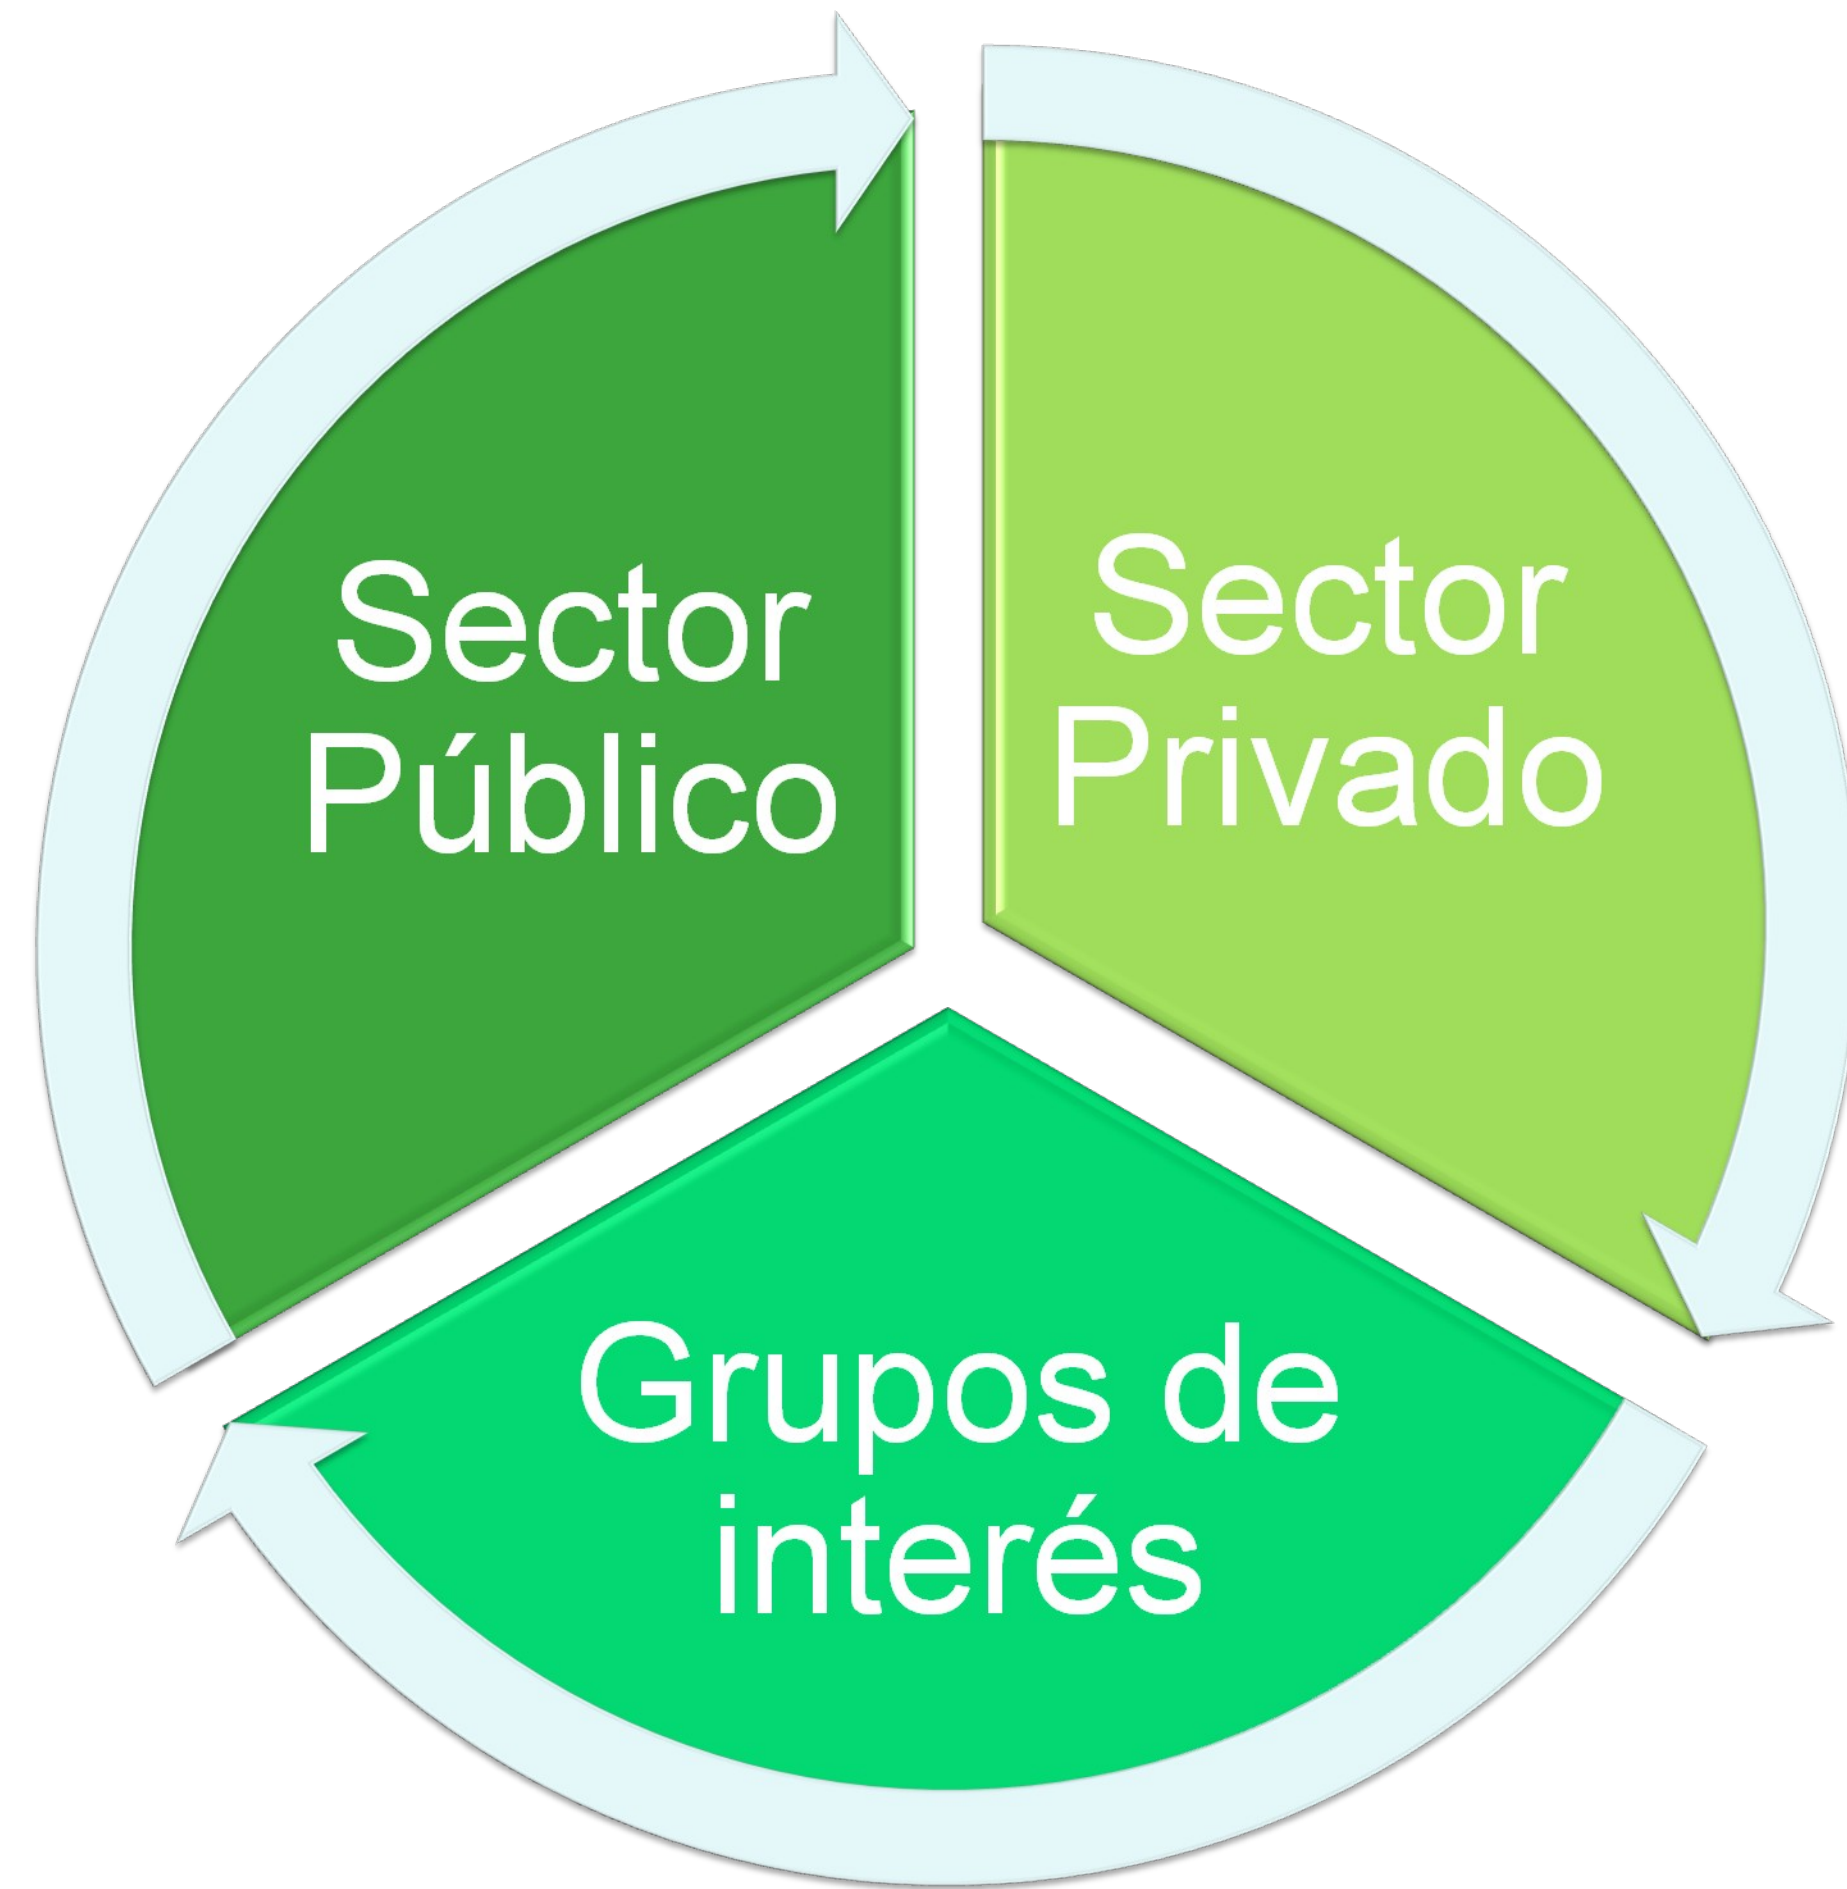 Sector
Público
Sector
Privado
Grupos de
interés